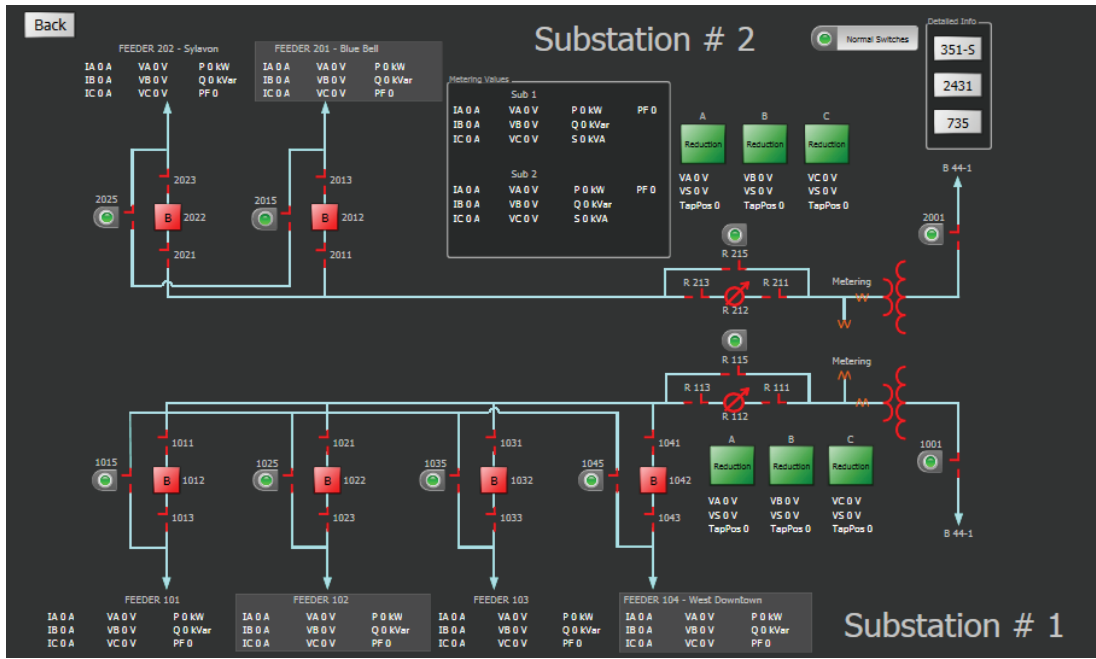 Back
Substation # 2
Normal Switches
Detailed Info
351-S
2431
735
FEEDER 202 - Sylavon
IA 0 A VA 0 V P 0 kW
IB 0 A VB 0 V Q 0 kVar
IC 0 A VC 0 V PF 0
FEEDER 201 - Blue Bell
IA 0 A VA 0 V P 0 kW
IB 0 A VB 0 V Q 0 kVar
IC 0 A VC 0 V PF 0
Metering Values
Sub 1
IA 0 A VA 0 V P 0 kW PF 0
IB 0 A VB 0 V Q 0 kVar
IC 0 A VC 0 V S 0 kVA
Sub 2
IA 0 A VA 0 V P 0 kW PF 0
IB 0 A VB 0 V Q 0 kVar
IC 0 A VC 0 V S 0 kVA
A B C
Reduction Reduction Reduction
VA 0 V VB 0 V VC 0 V
VS 0 V VS 0 V VS 0 V
TapPos 0 TapPos 0 TapPos 0
B 44-1
2023 2013
2025 2015
B 2022 B 2012
2001
2021 2011
R 215
R 213 R 211 Metering
R 212
R 115 Metering
R 113 R 111
R 112
1011 1021 1031 1041
1001
1015 1025 1035 1045
B 1012 B 1022 B 1032 B 1042
1013 1023 1033 1043
A B C
Reduction Reduction Reduction
VA 0 V VB 0 V VC 0 V
VS 0 V VS 0 V VS 0 V
TapPos 0 TapPos 0 TapPos 0
B 44-1
FEEDER 101
IA 0 A VA 0 V P 0 kW
IB 0 A VB 0 V Q 0 kVar
IC 0 A VC 0 V PF 0
FEEDER 102
IA 0 A VA 0 V P 0 kW
IB 0 A VB 0 V Q 0 kVar
IC 0 A VC 0 V PF 0
FEEDER 103
IA 0 A VA 0 V P 0 kW
IB 0 A VB 0 V Q 0 kVar
IC 0 A VC 0 V PF 0
FEEDER 104 - West Downtown
IA 0 A VA 0 V P 0 kW
IB 0 A VB 0 V Q 0 kVar
IC 0 A VC 0 V PF 0
Substation # 1